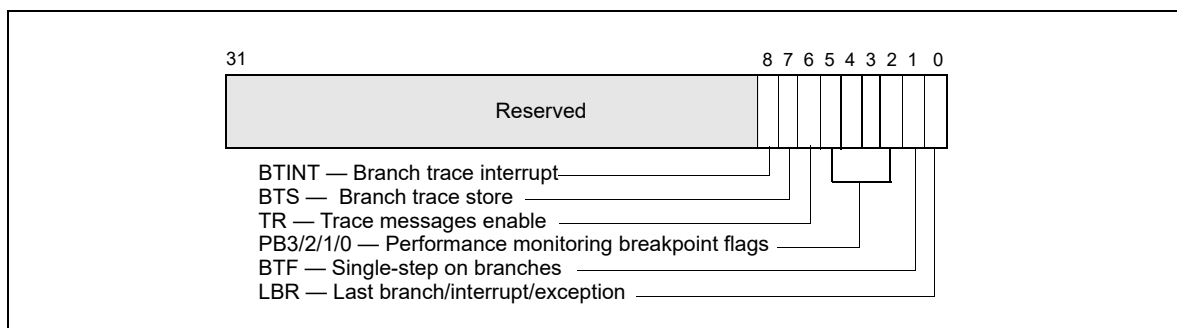 31 8 7 6 5 4 3 2 1 0
Reserved
BTINT — Branch trace interrupt
BTS — Branch trace store
TR — Trace messages enable
PB3/2/1/0 — Performance monitoring breakpoint flags
BTF — Single-step on branches
LBR — Last branch/interrupt/exception